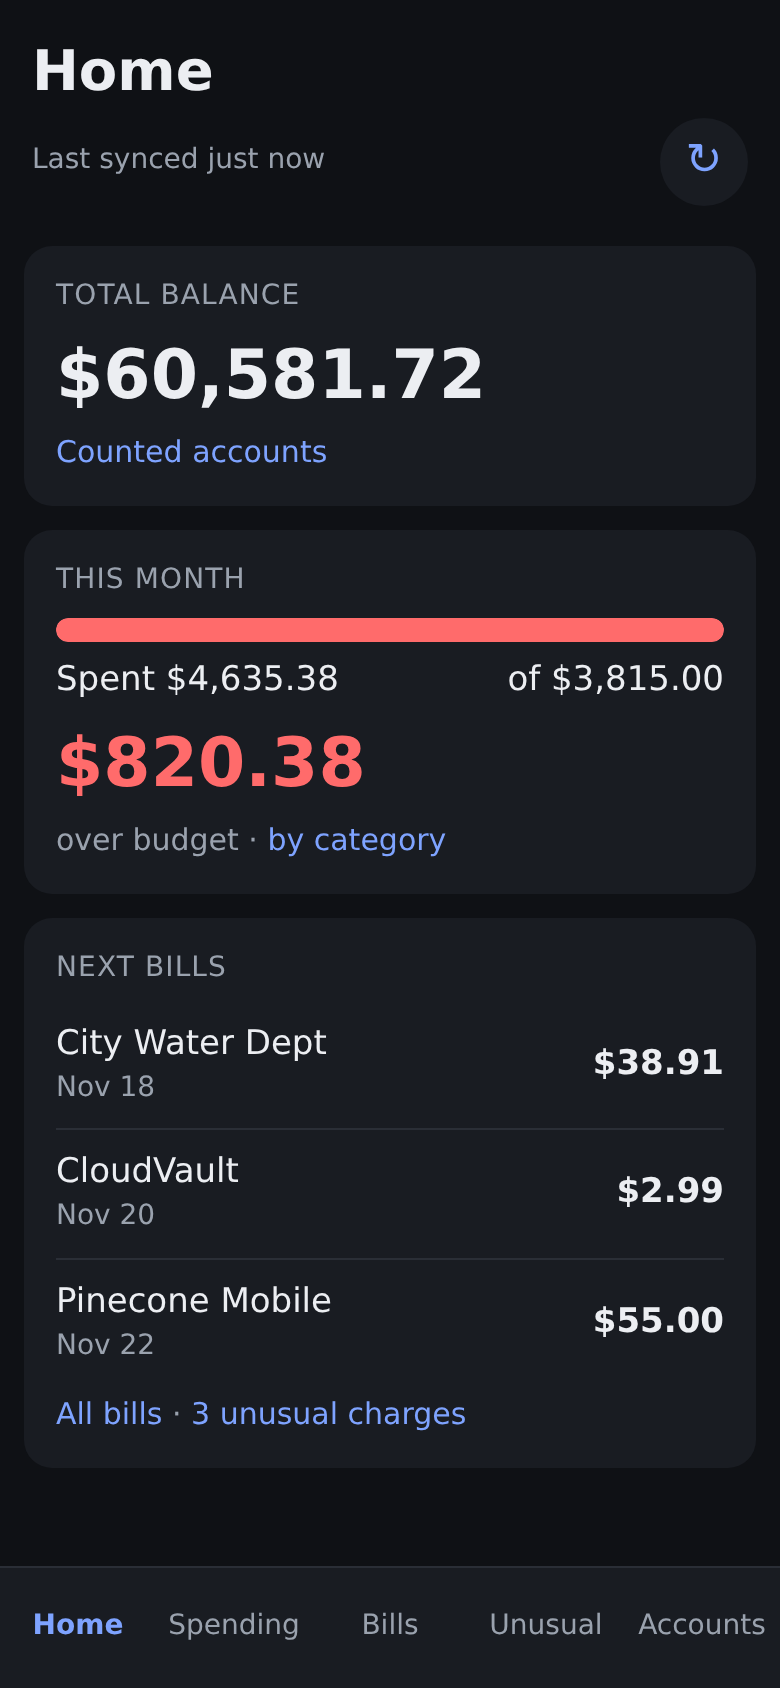 Home
Last synced just now
↻
TOTAL BALANCE
$60,581.72
Counted accounts
THIS MONTH
Spent $4,635.38 of $3,815.00
$820.38
over budget · by category
NEXT BILLS
City Water Dept
Nov 18
$38.91
CloudVault
Nov 20
$2.99
Pinecone Mobile
Nov 22
$55.00
All bills · 3 unusual charges
Home Spending Bills Unusual Accounts